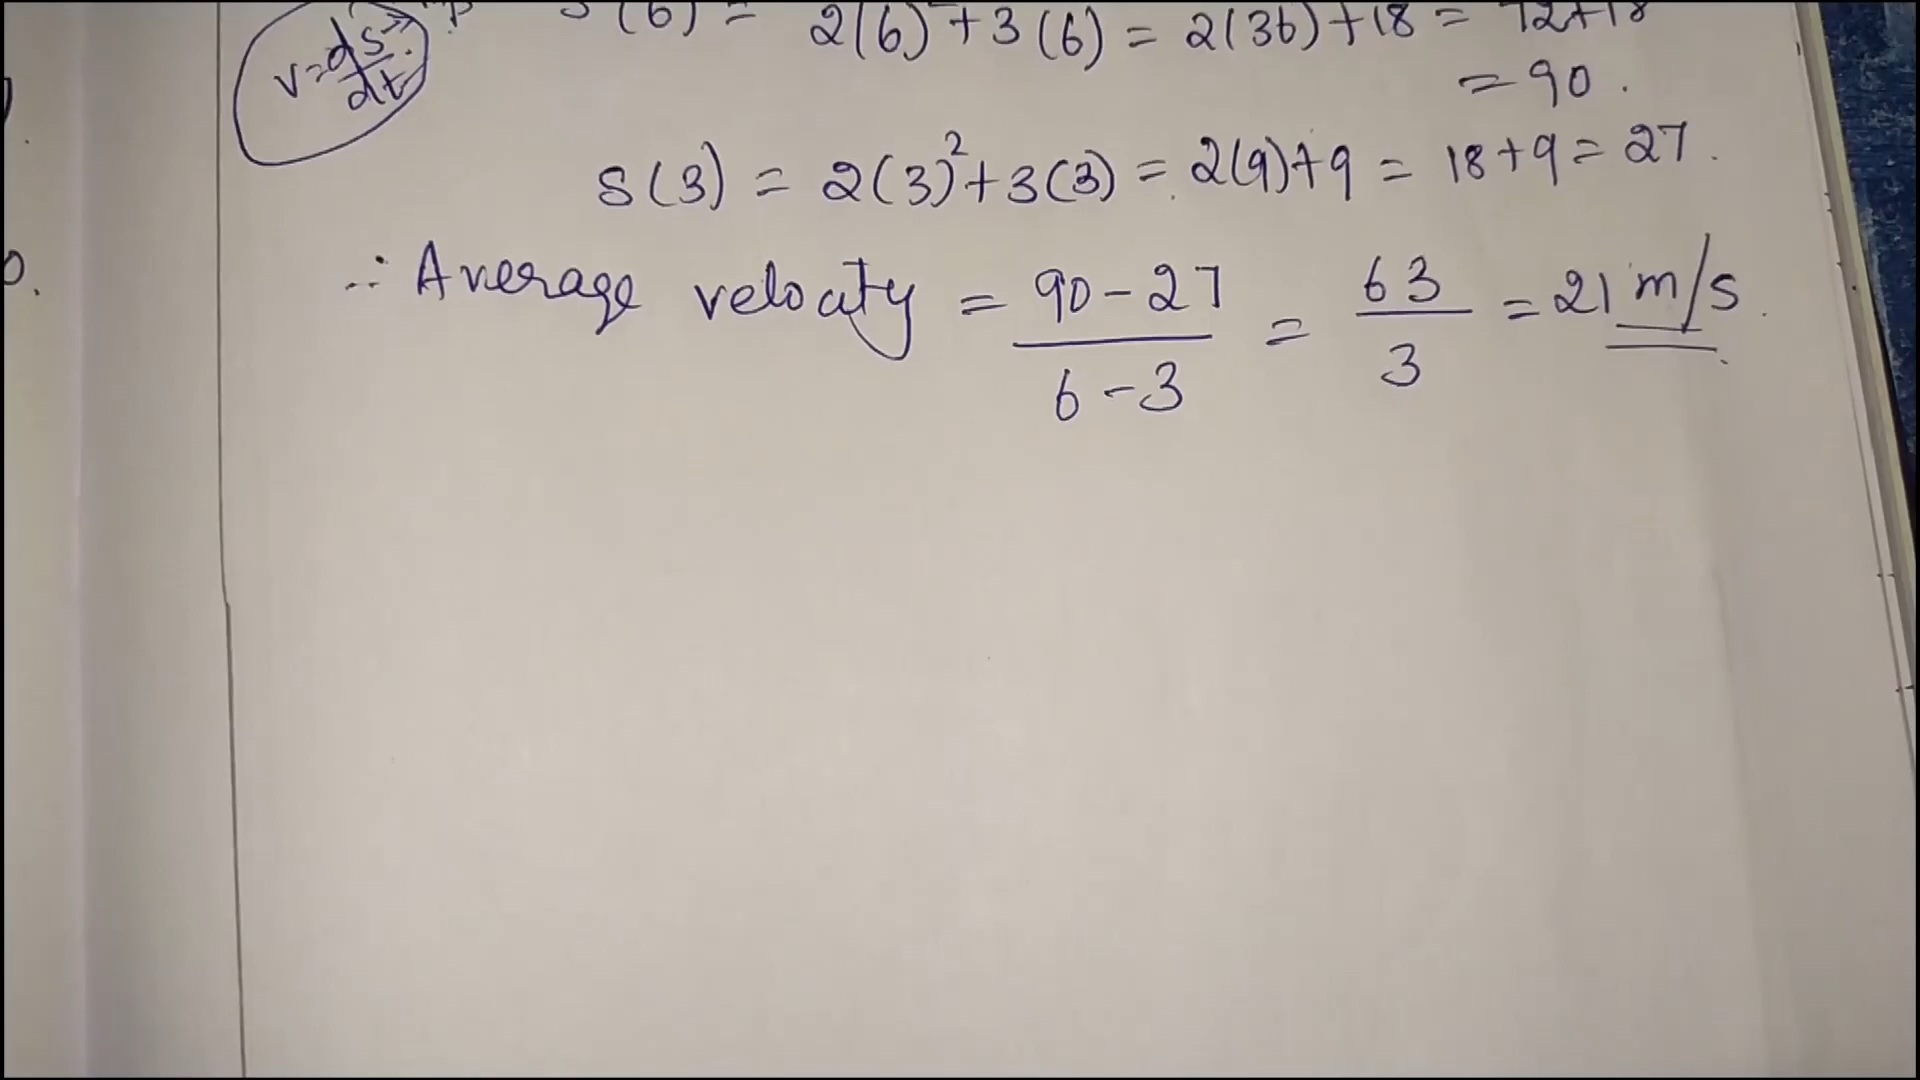 v=ds/dt
s(6) = 2(6)²+3(6) = 2(36)+18 = 72+18
=90.
s(3) = 2(3)²+3(3) = 2(9)+9 = 18+9 = 27.
∴ Average velocity = 90-27/6-3 = 63/3 = 21 m/s.